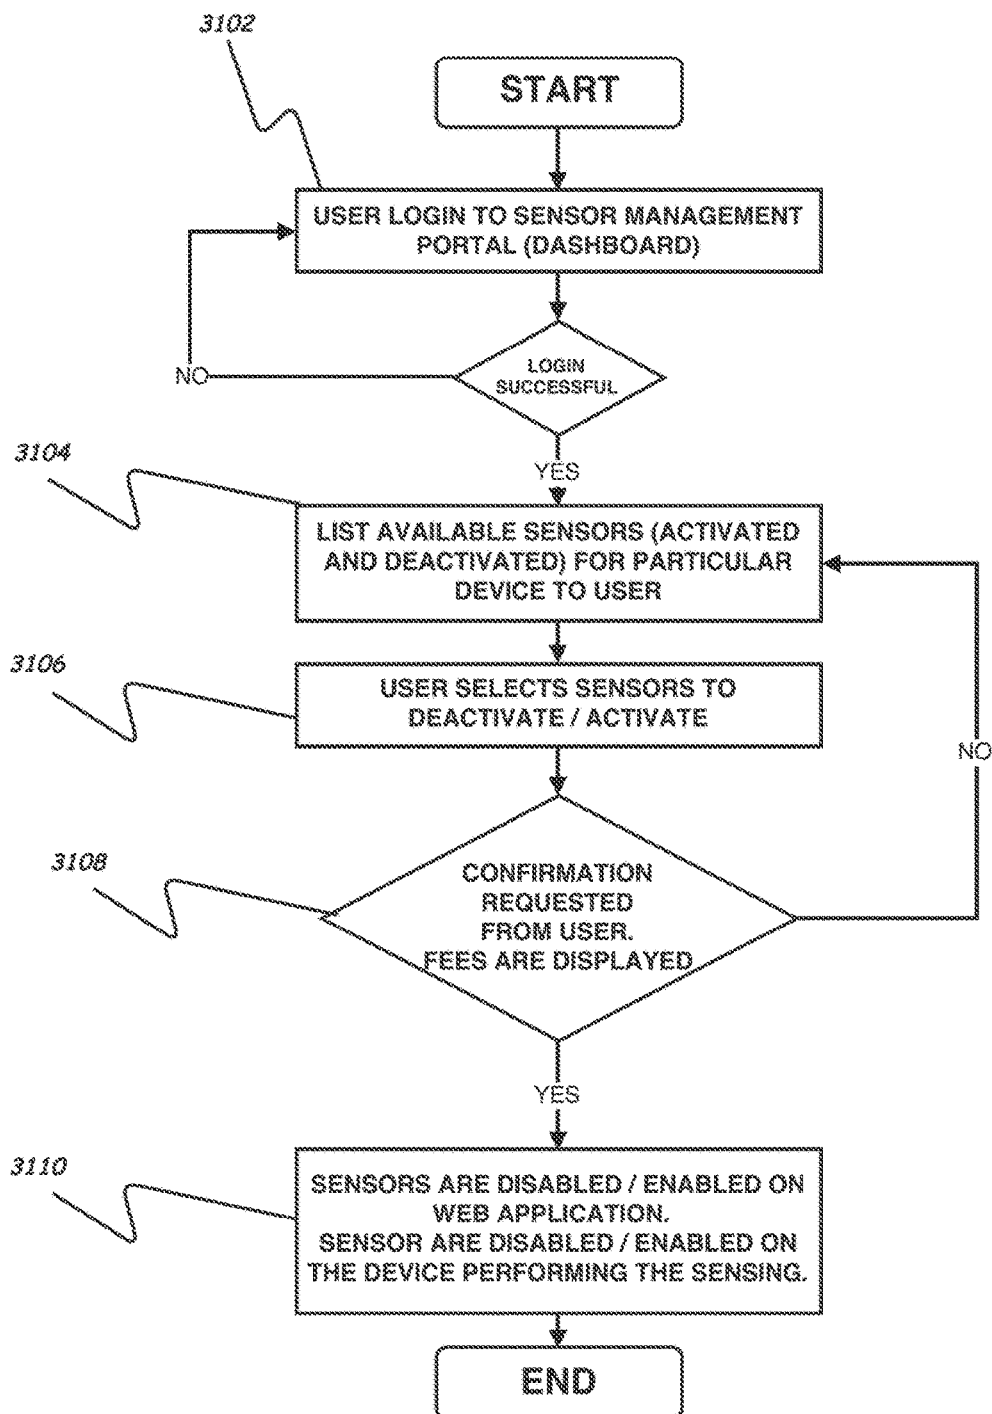 3102
START
USER LOGIN TO SENSOR MANAGEMENT
PORTAL (DASHBOARD)
LOGIN
SUCCESSFUL
NO
YES
3104
LIST AVAILABLE SENSORS (ACTIVATED
AND DEACTIVATED) FOR PARTICULAR
DEVICE TO USER
3106
USER SELECTS SENSORS TO
DEACTIVATE / ACTIVATE
NO
3108
CONFIRMATION
REQUESTED
FROM USER.
FEES ARE DISPLAYED
YES
3110
SENSORS ARE DISABLED / ENABLED ON
WEB APPLICATION.
SENSOR ARE DISABLED / ENABLED ON
THE DEVICE PERFORMING THE SENSING.
END